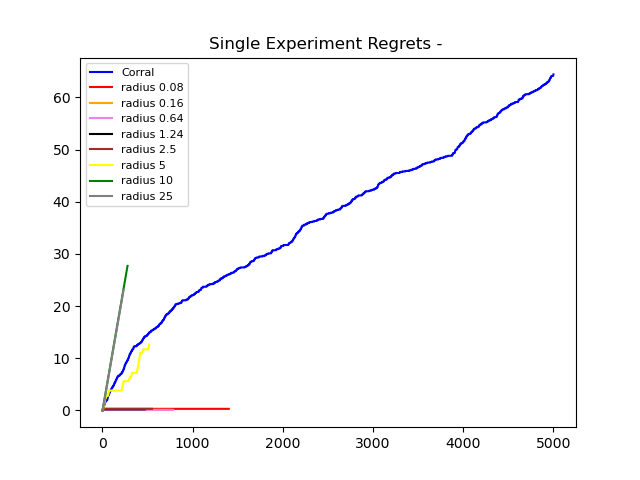 Single Experiment Regrets -
Corral
radius 0.08
radius 0.16
radius 0.64
radius 1.24
radius 2.5
radius 5
radius 10
radius 25
60
50
40
30
20
10
0
0 1000 2000 3000 4000 5000